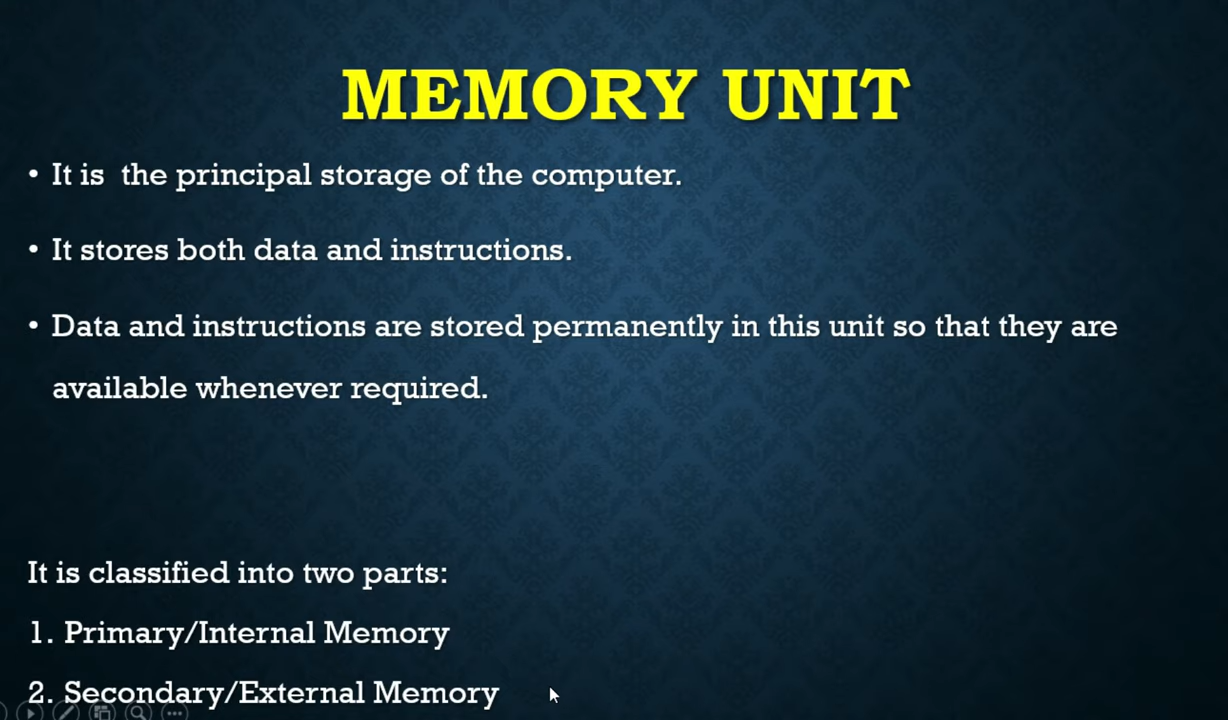 MEMORY UNIT
• It is  the principal storage of the computer.
• It stores both data and instructions.
• Data and instructions are stored permanently in this unit so that they are
available whenever required.
It is classified into two parts:
1. Primary/Internal Memory
2. Secondary/External Memory